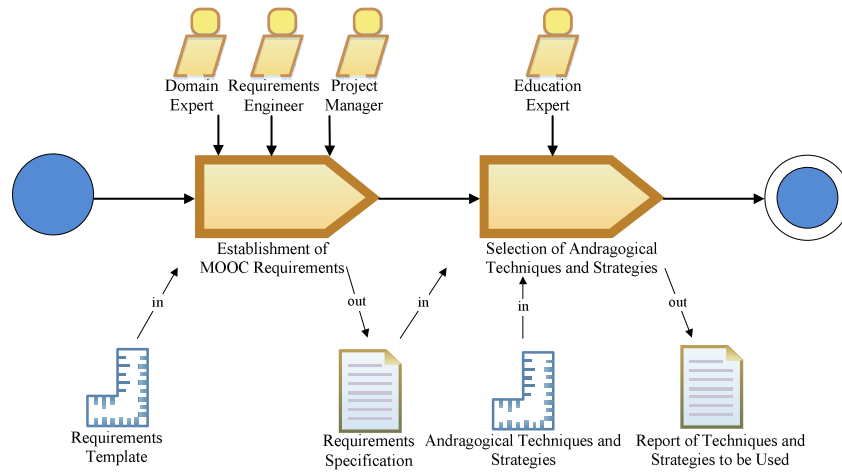 Domain
Expert
Requirements
Engineer
Project
Manager
Education
Expert
Establishment of
MOOC Requirements
Selection of Andragogical
Techniques and Strategies
in
out
in
in
out
Requirements
Template
Requirements
Specification
Andragogical Techniques and
Strategies
Report of Techniques and
Strategies to be Used